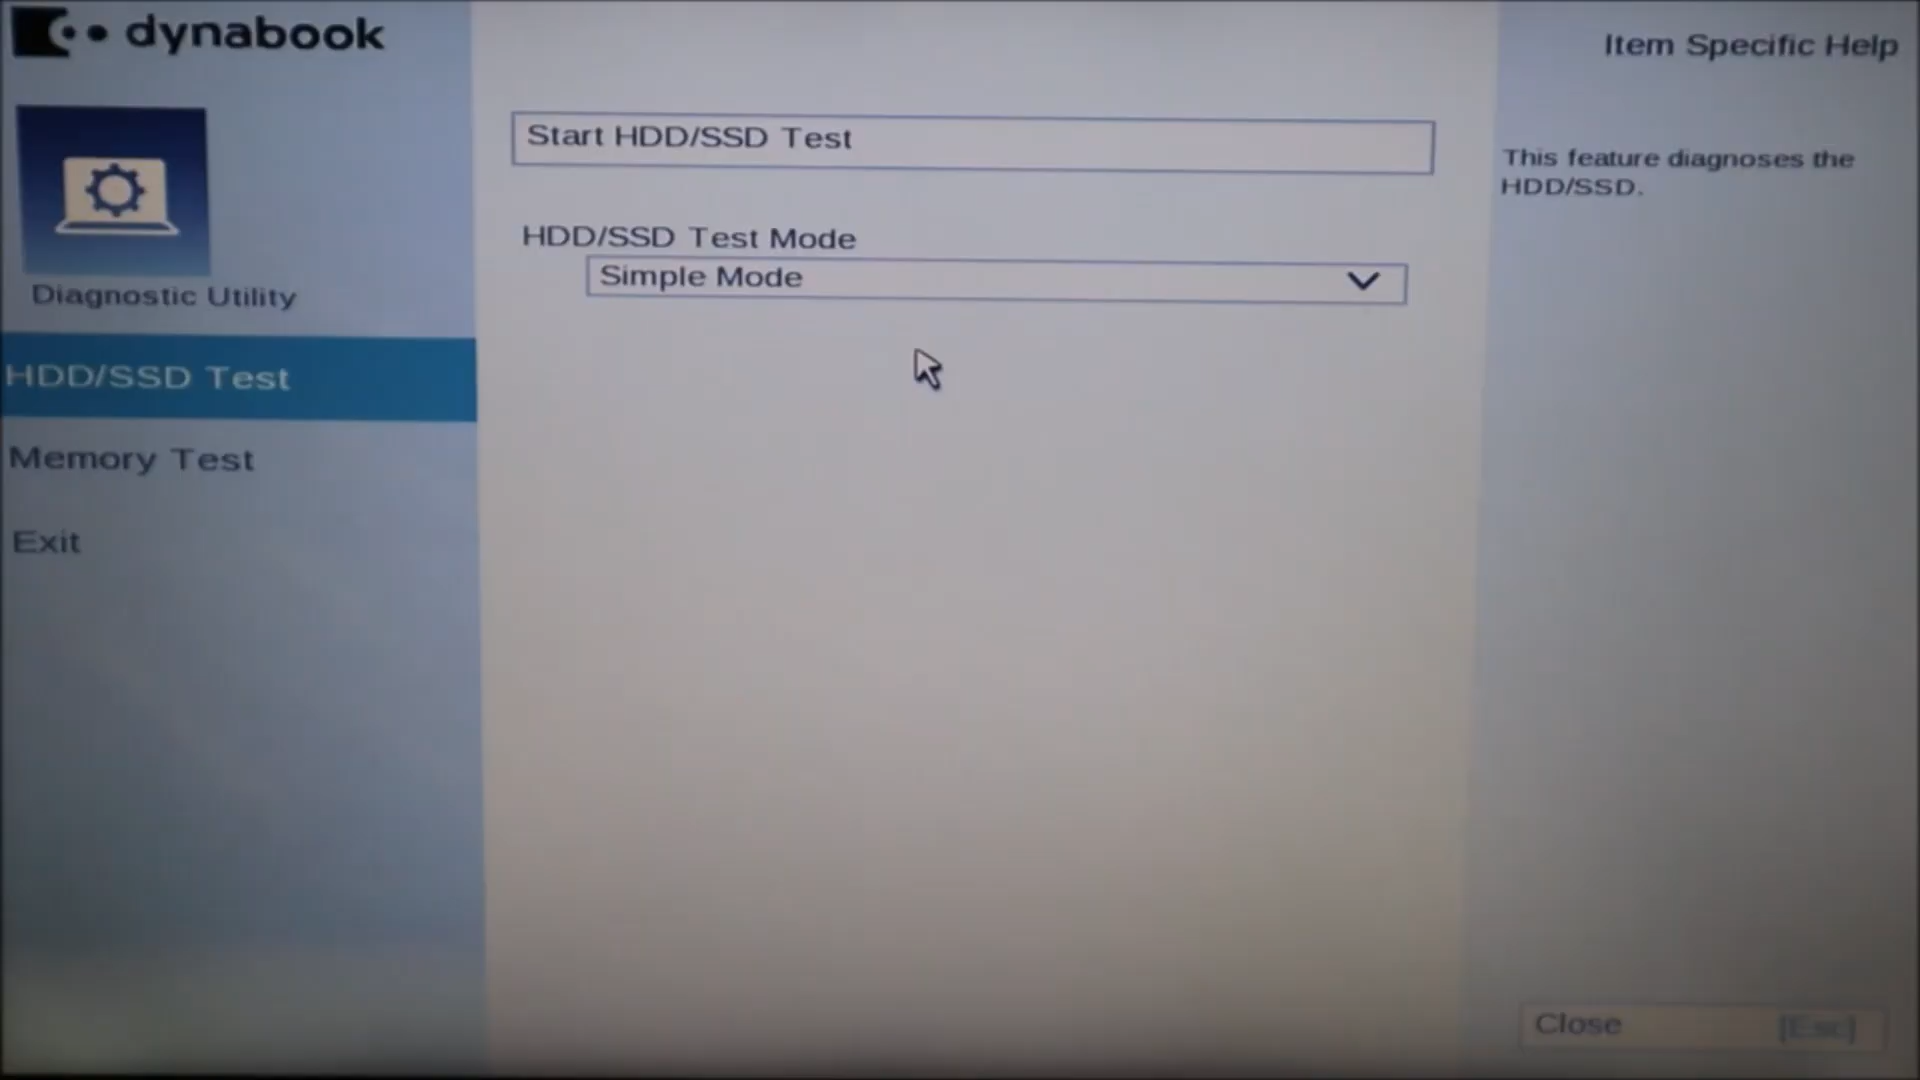 dynabook
Item Specific Help
Start HDD/SSD Test
This feature diagnoses the
HDD/SSD.
HDD/SSD Test Mode
Simple Mode
Diagnostic Utility
HDD/SSD Test
Memory Test
Exit
Close [Esc]